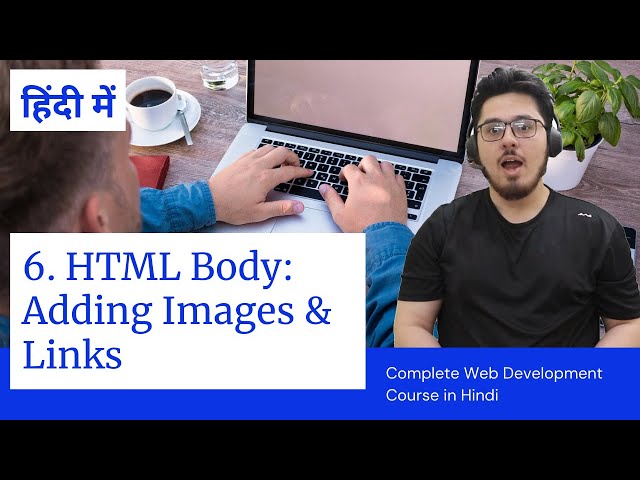 हिंदी में
6. HTML Body:
Adding Images &
Links
Complete Web Development
Course in Hindi